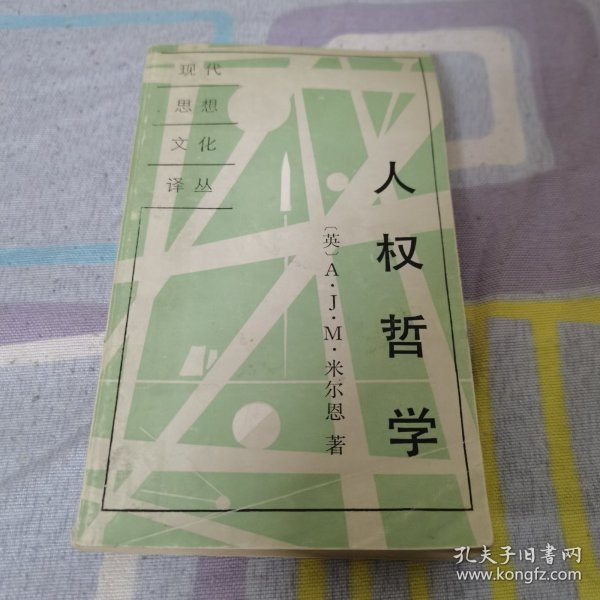 现代
思想
文化
译丛
人权哲学
〔英〕A·J·M·米尔恩 著
孔夫子旧书网
www.kongfz.com